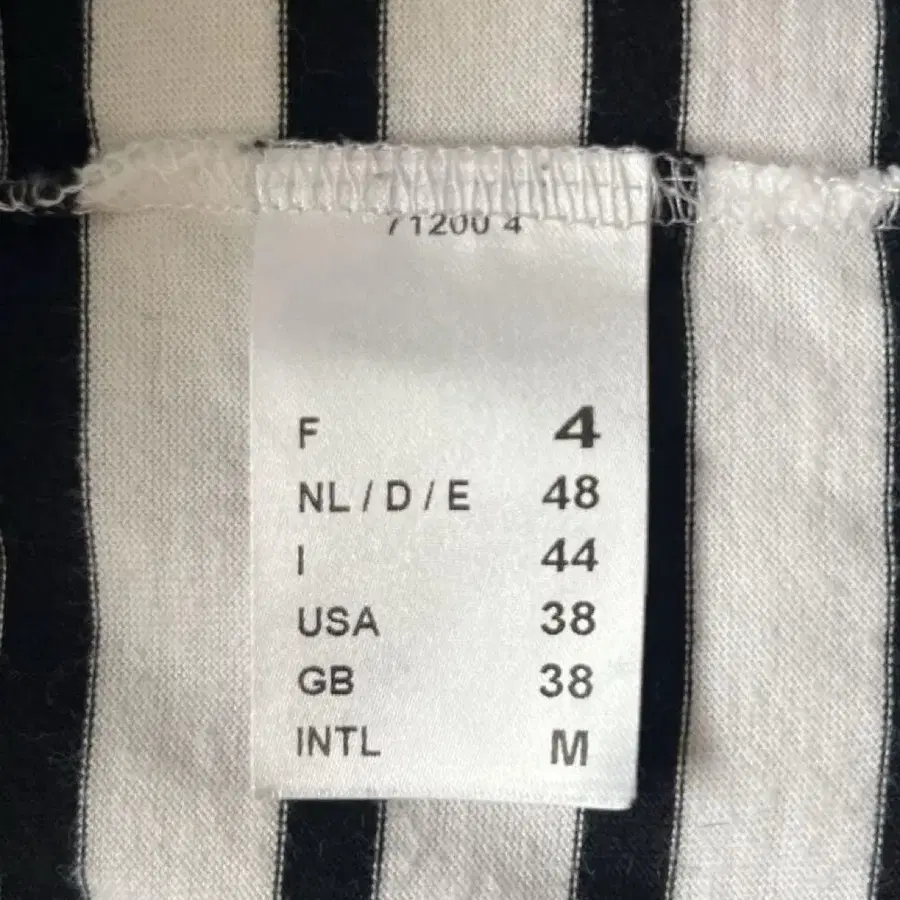 71200 4
F 4
NL / D / E 48
I 44
USA 38
GB 38
INTL M